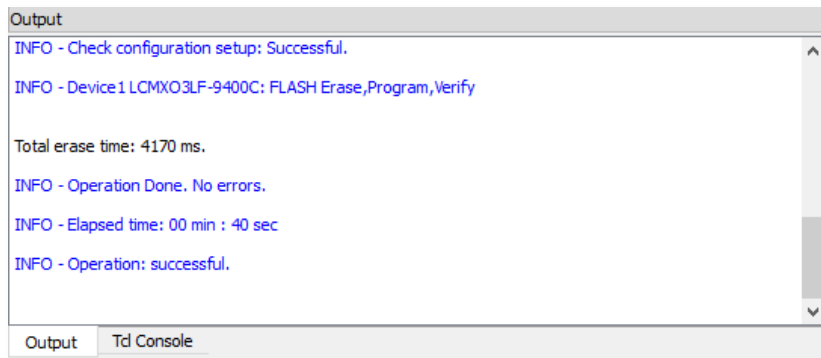 Output
INFO - Check configuration setup: Successful.
INFO - Device1 LCMXO3LF-9400C: FLASH Erase,Program,Verify
Total erase time: 4170 ms.
INFO - Operation Done. No errors.
INFO - Elapsed time: 00 min : 40 sec
INFO - Operation: successful.
Output Tcl Console